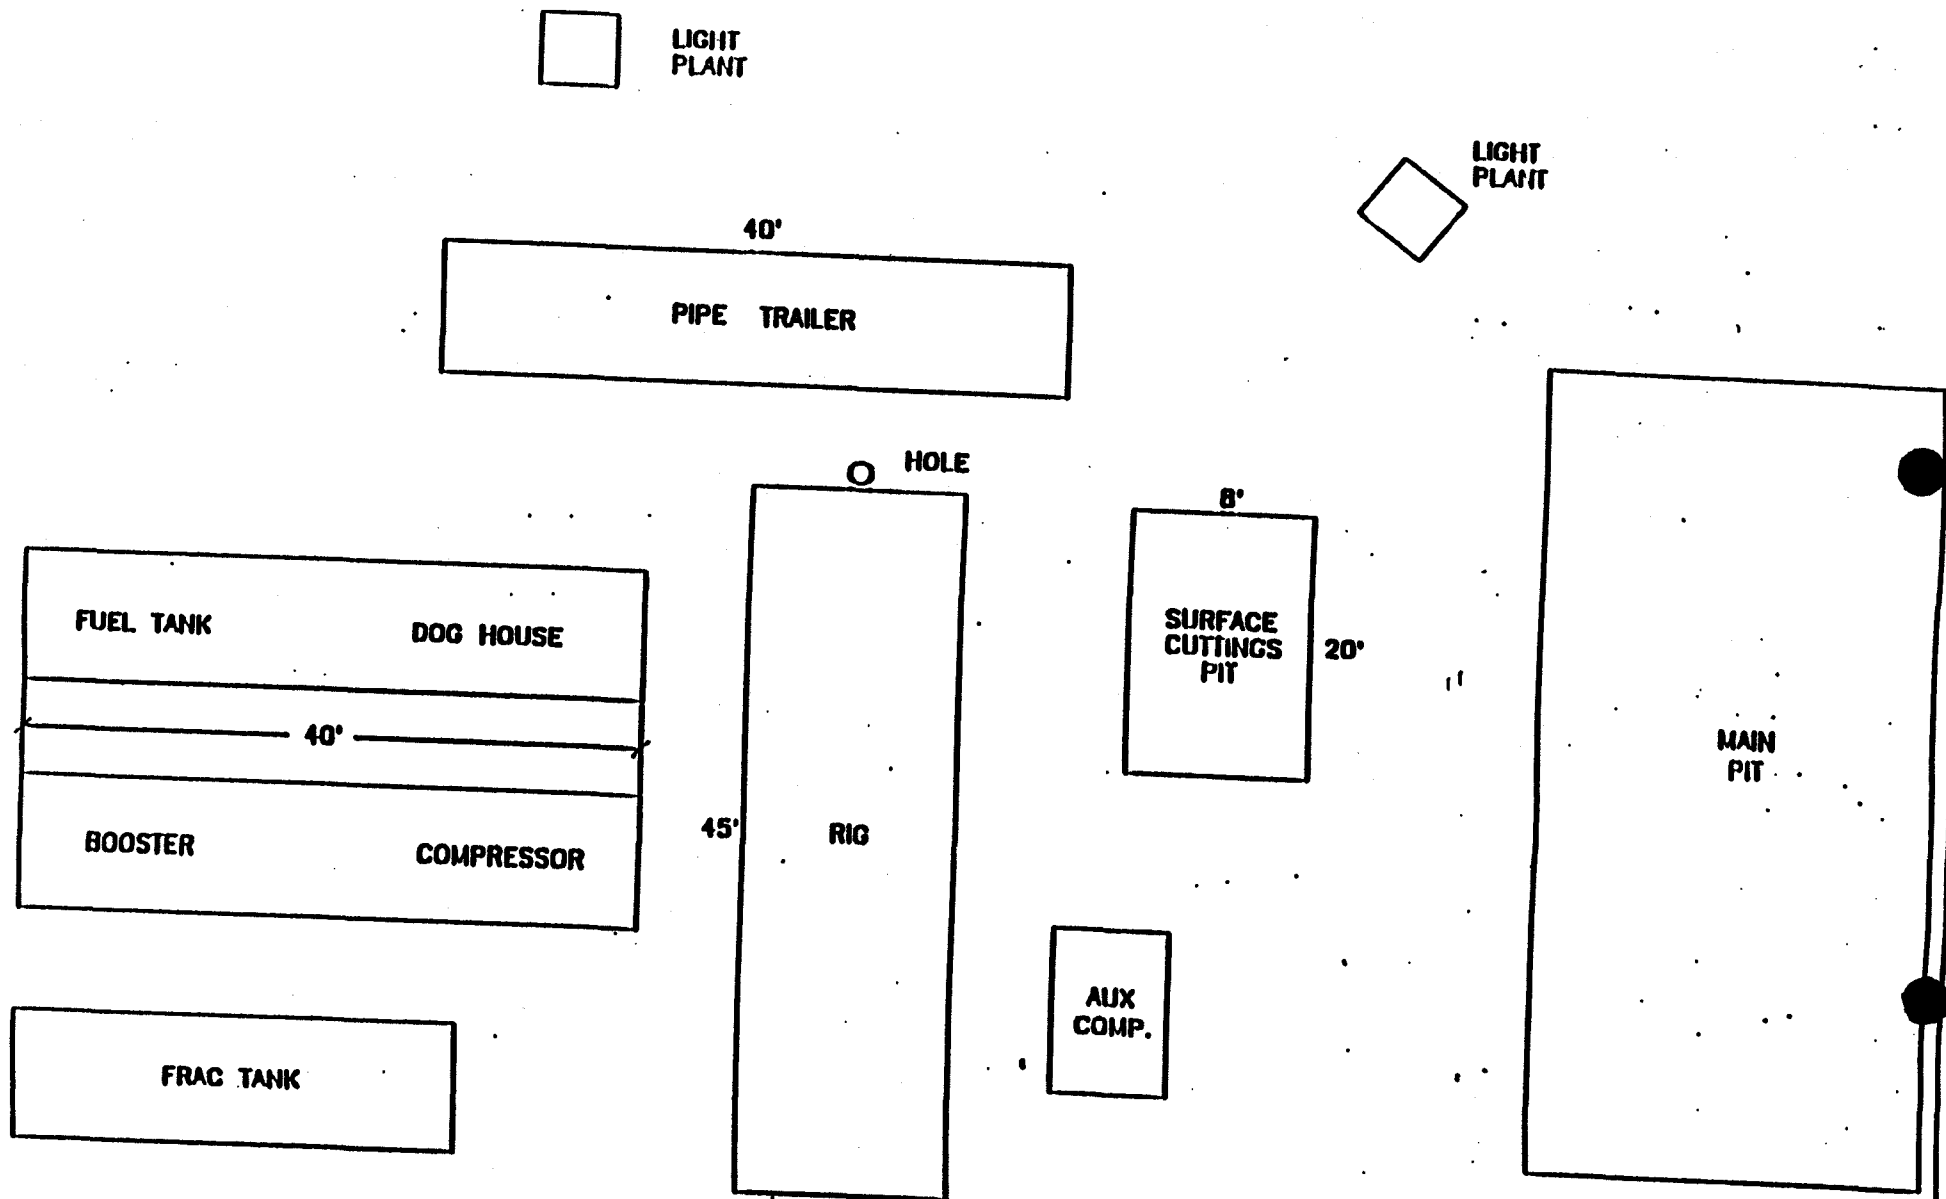 LIGHT
PLANT
LIGHT
PLANT
40'
PIPE TRAILER
HOLE
8'
SURFACE
CUTTINGS
PIT
20'
FUEL TANK
DOG HOUSE
40'
BOOSTER
COMPRESSOR
45'
RIG
MAIN
PIT
AUX
COMP.
FRAC TANK